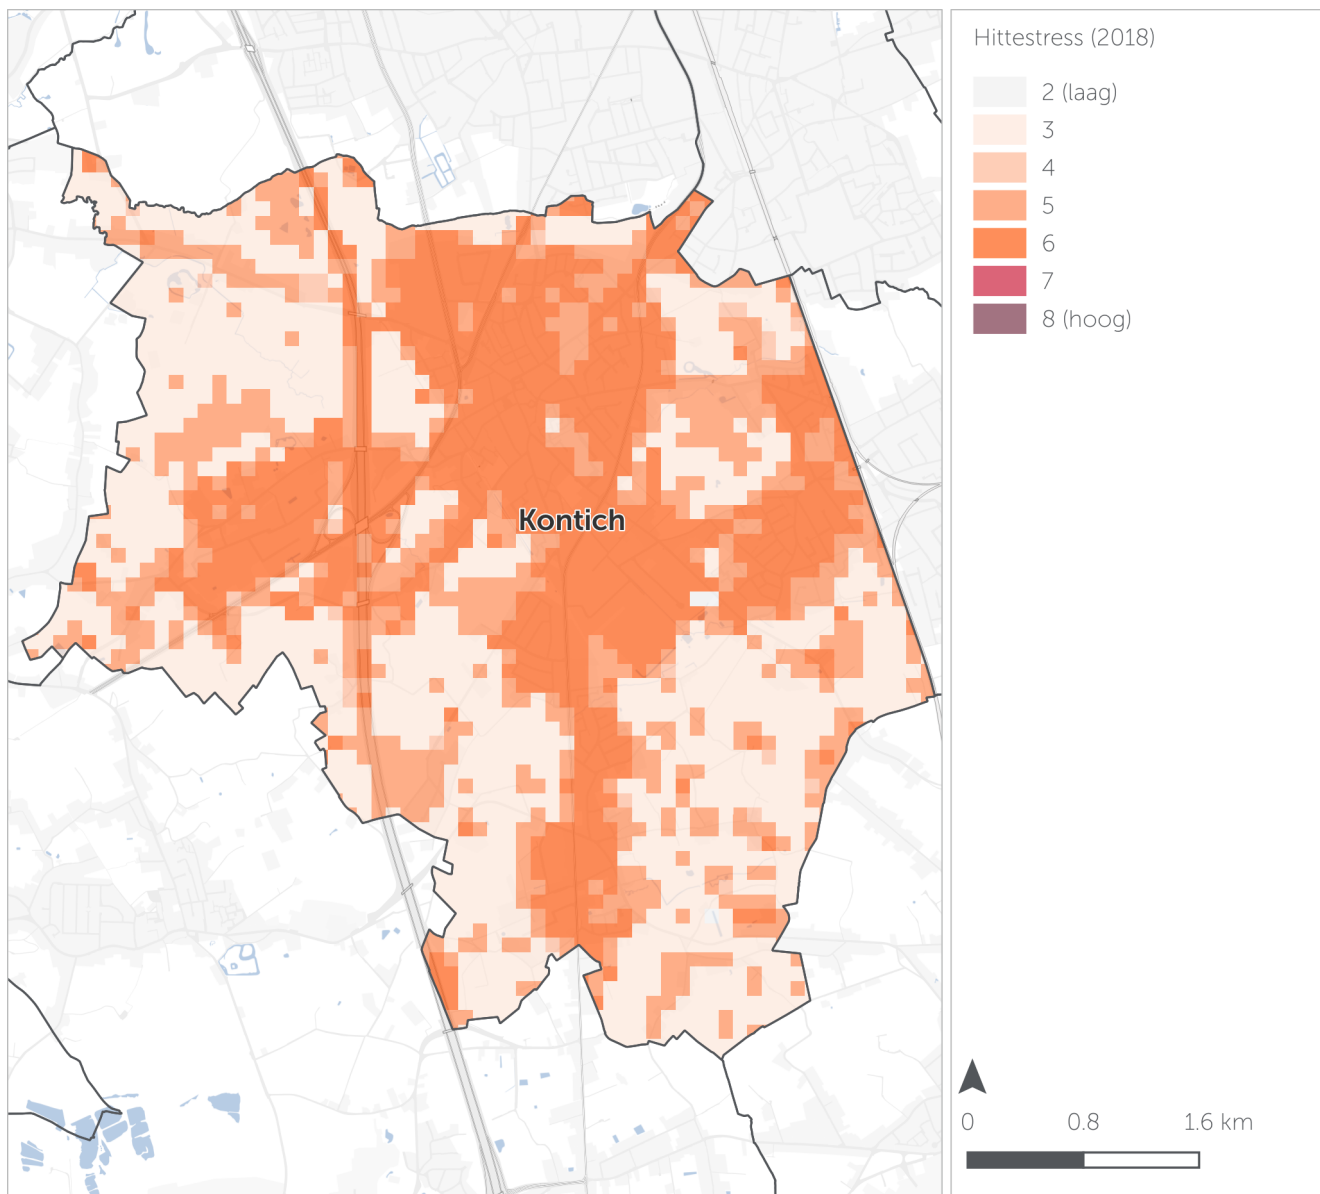 Hittestress (2018)
2 (laag)
3
4
5
6
7
8 (hoog)
Kontich
0 0.8 1.6 km